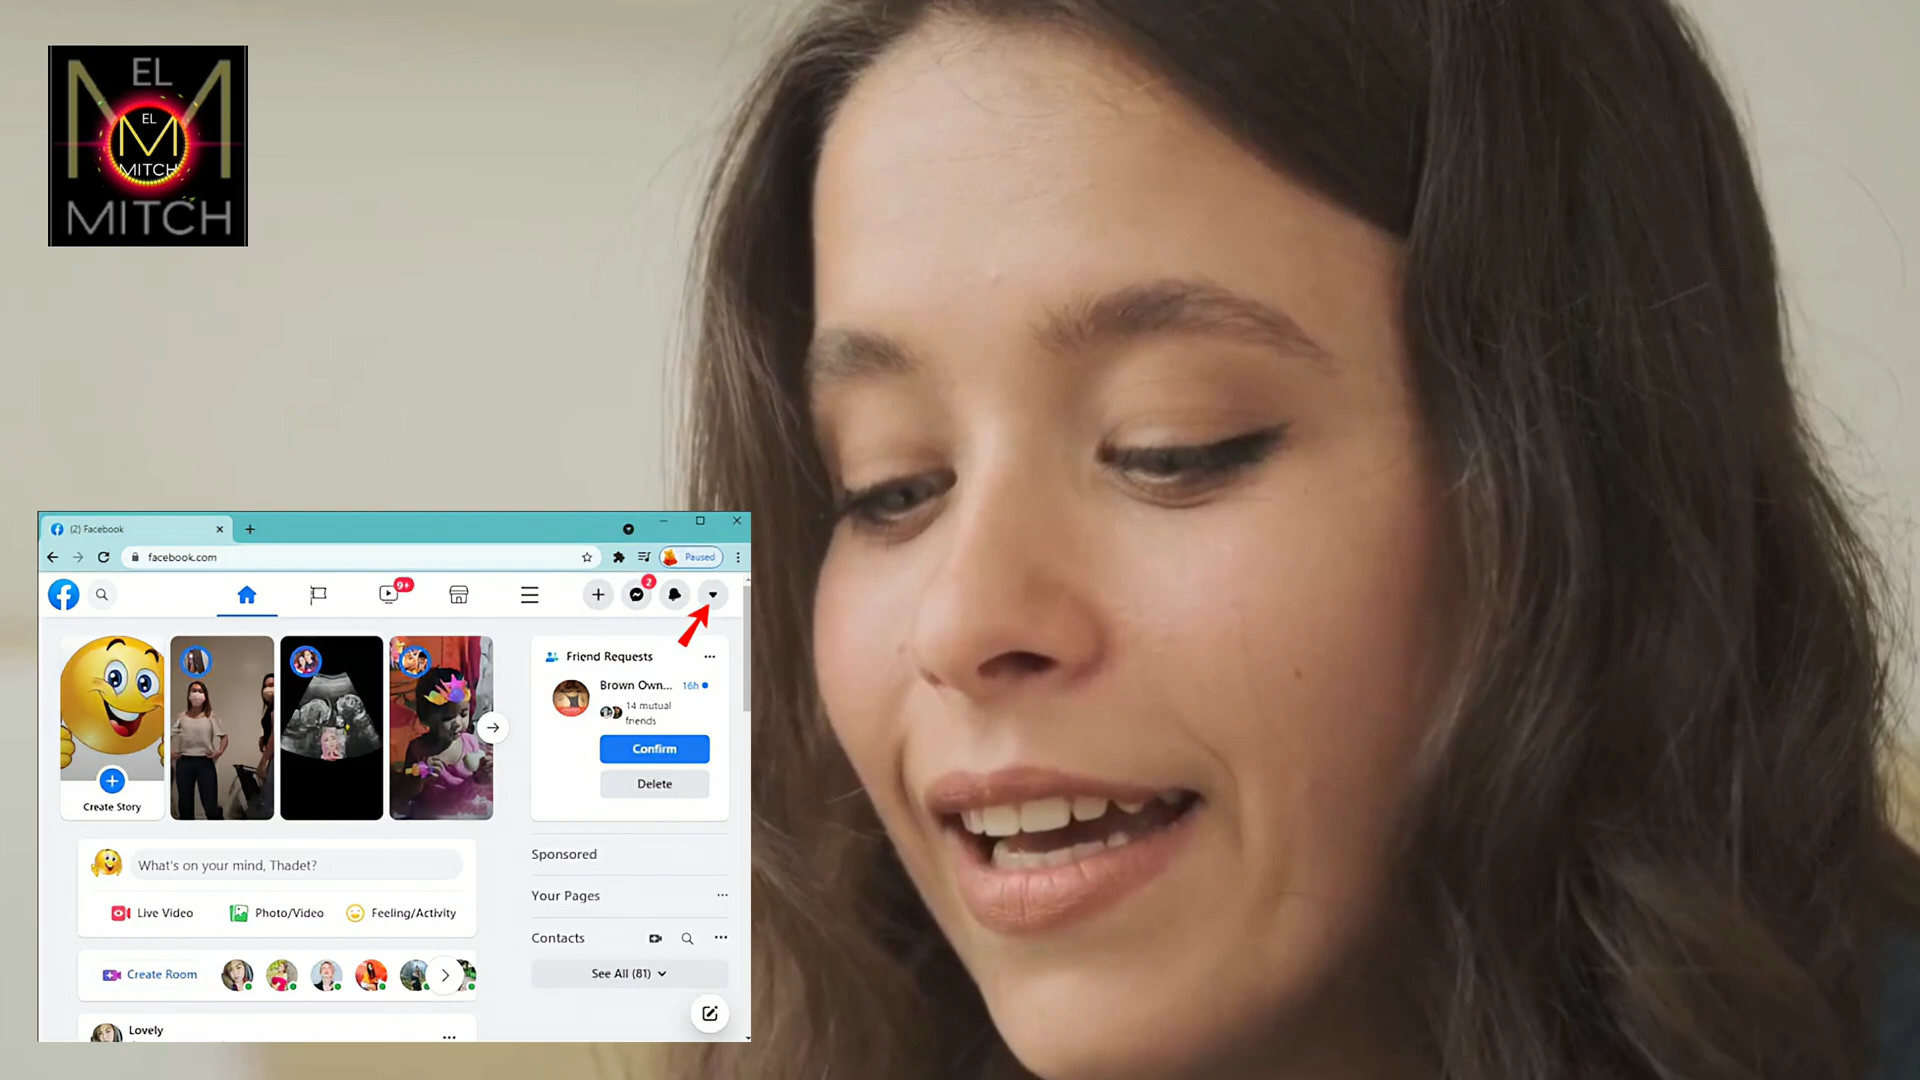 EL
EL
MITCH
MITCH
(2) Facebook
facebook.com
Paused
9+
2
Friend Requests
Brown Own...
16h
14 mutual
friends
Confirm
Delete
Create Story
Sponsored
What's on your mind, Thadet?
Your Pages
Live Video
Photo/Video
Feeling/Activity
Contacts
Create Room
See All (81)
Lovely